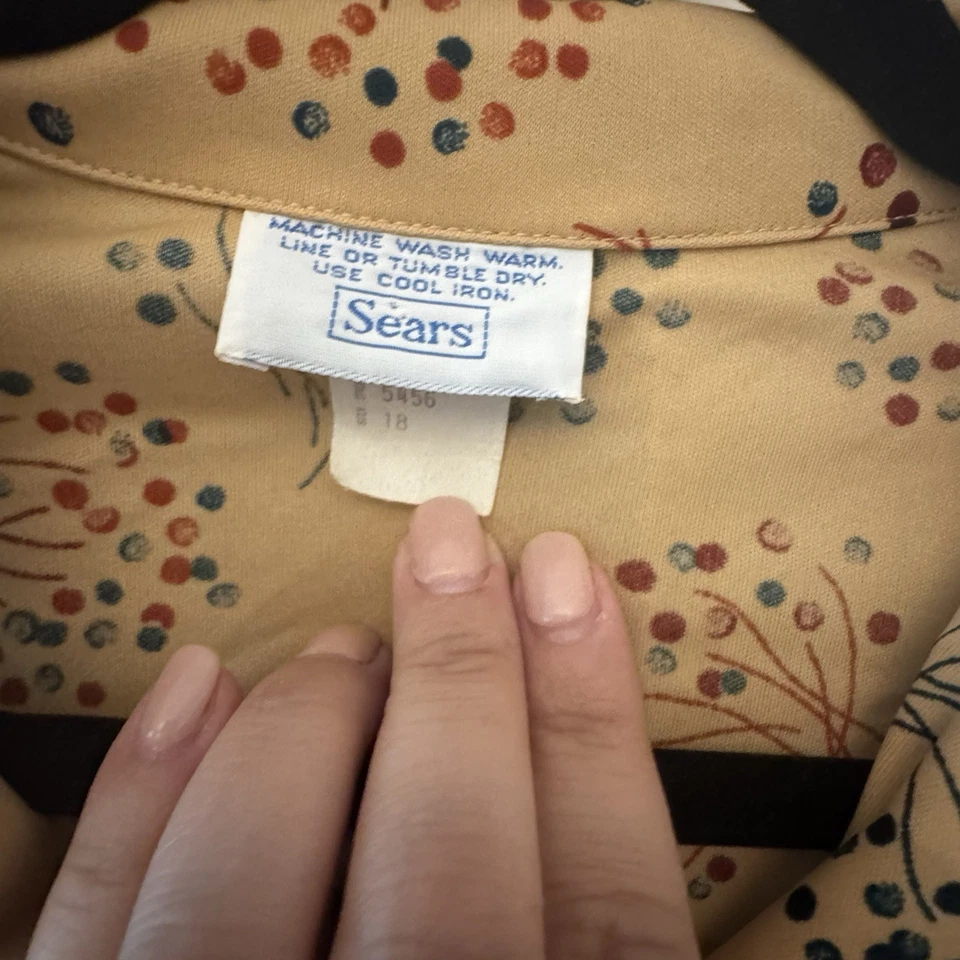 MACHINE WASH WARM.
LINE OR TUMBLE DRY.
USE COOL IRON.
Sears
5456
18